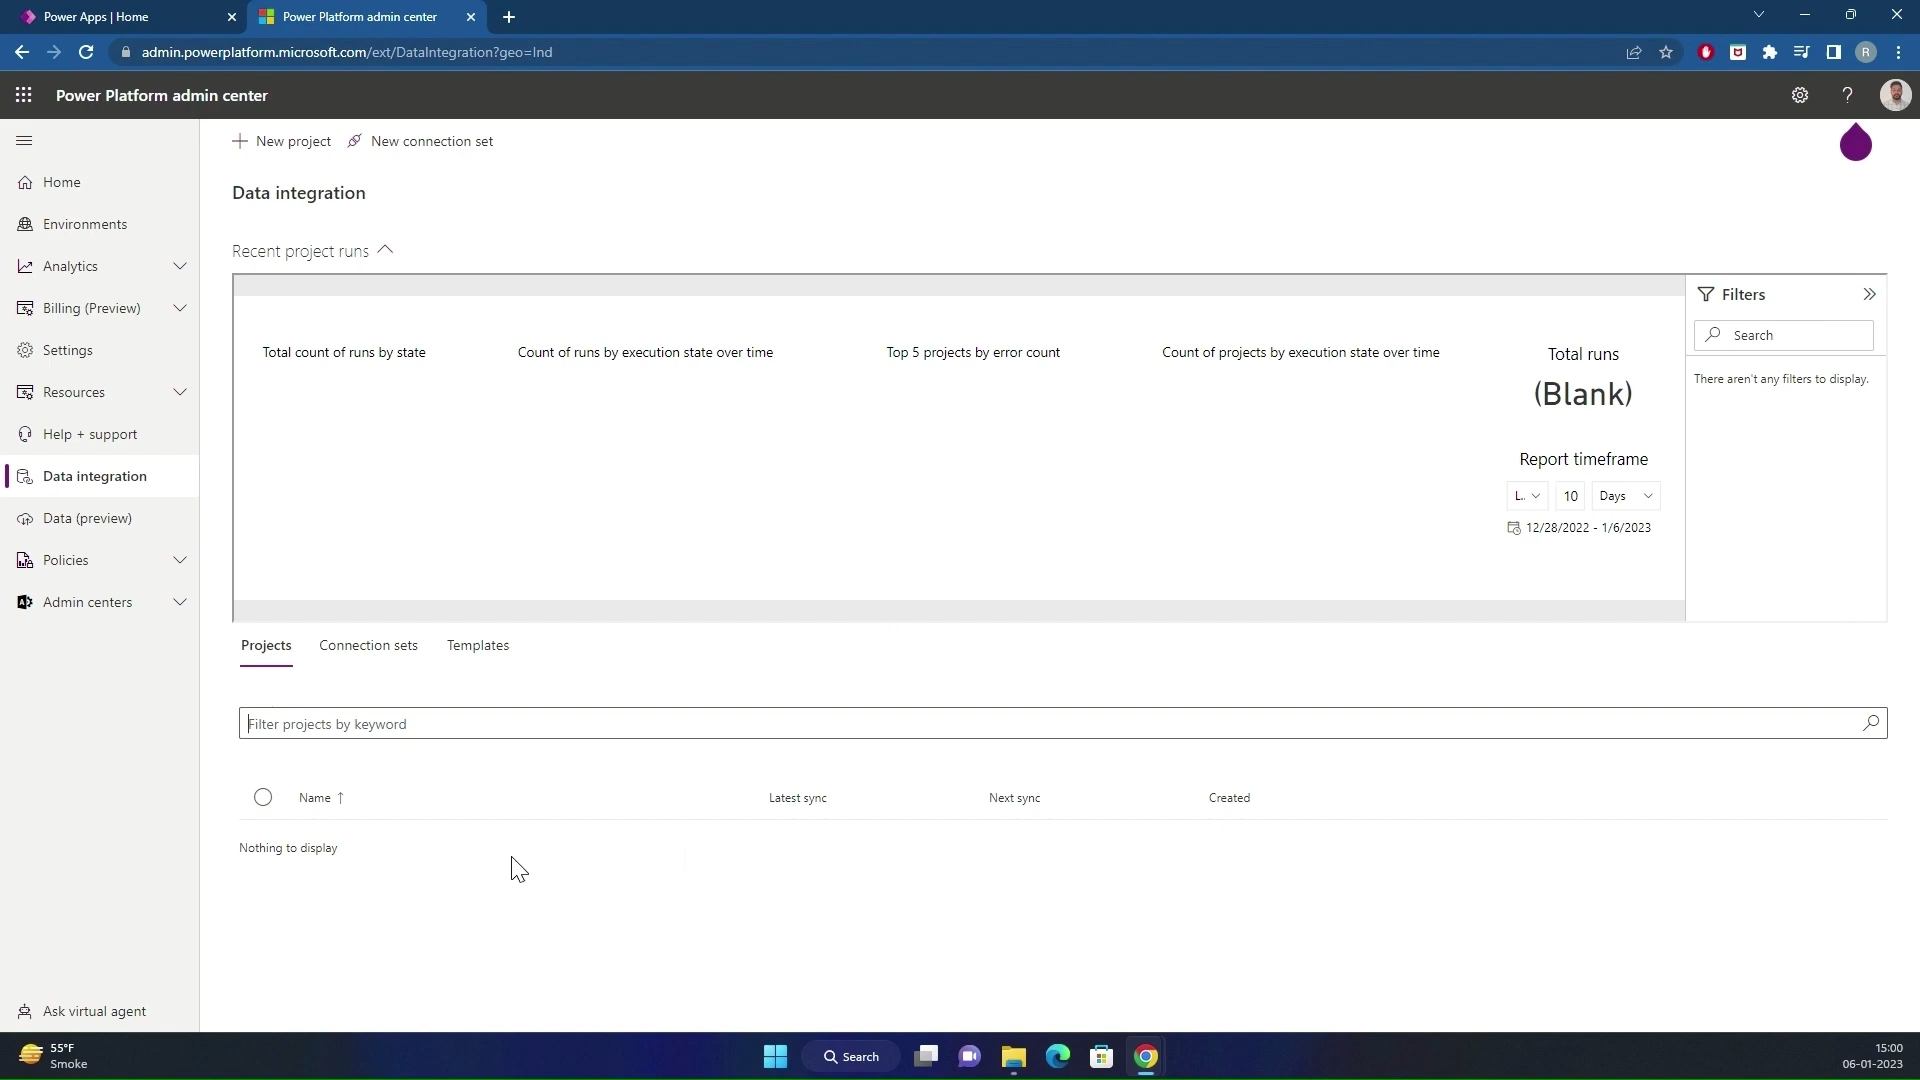 Power Apps | Home
Power Platform admin center
admin.powerplatform.microsoft.com/ext/DataIntegration?geo=Ind
R
Power Platform admin center
?
New project
New connection set
Home
Environments
Analytics
Billing (Preview)
Settings
Resources
Help + support
Data integration
Data (preview)
Policies
Admin centers
Ask virtual agent
Data integration
Recent project runs
Total count of runs by state
Count of runs by execution state over time
Top 5 projects by error count
Count of projects by execution state over time
Total runs
(Blank)
Report timeframe
L.. 10 Days
12/28/2022 - 1/6/2023
Filters
Search
There aren't any filters to display.
Projects
Connection sets
Templates
Filter projects by keyword
Name ↑
Latest sync
Next sync
Created
Nothing to display
55°F
Smoke
Search
15:00
06-01-2023